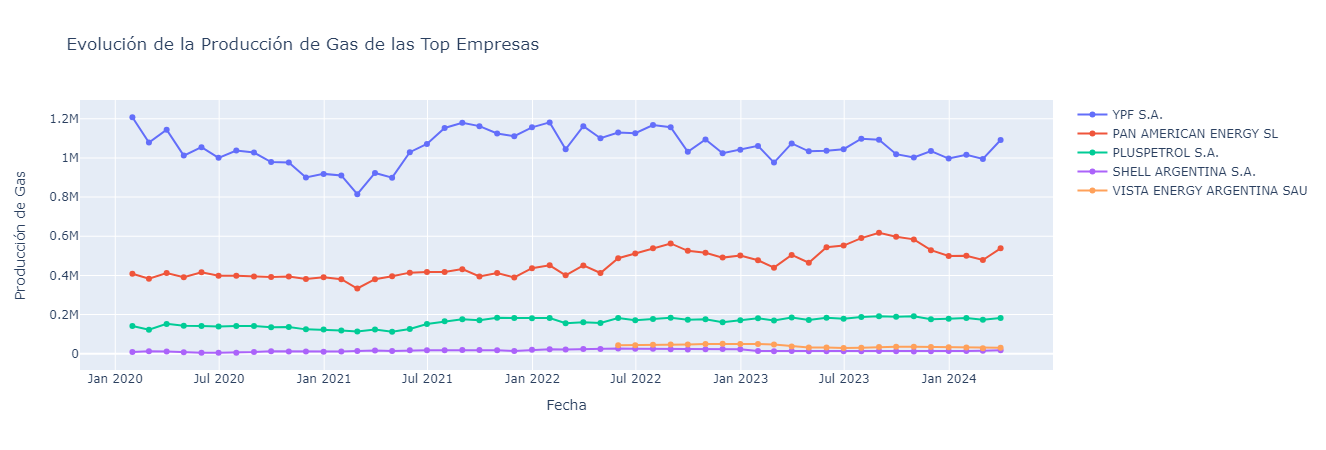 Evolución de la Producción de Gas de las Top Empresas
Producción de Gas
1.2M
1M
0.8M
0.6M
0.4M
0.2M
0
Jan 2020
Jul 2020
Jan 2021
Jul 2021
Jan 2022
Jul 2022
Jan 2023
Jul 2023
Jan 2024
Fecha
YPF S.A.
PAN AMERICAN ENERGY SL
PLUSPETROL S.A.
SHELL ARGENTINA S.A.
VISTA ENERGY ARGENTINA SAU